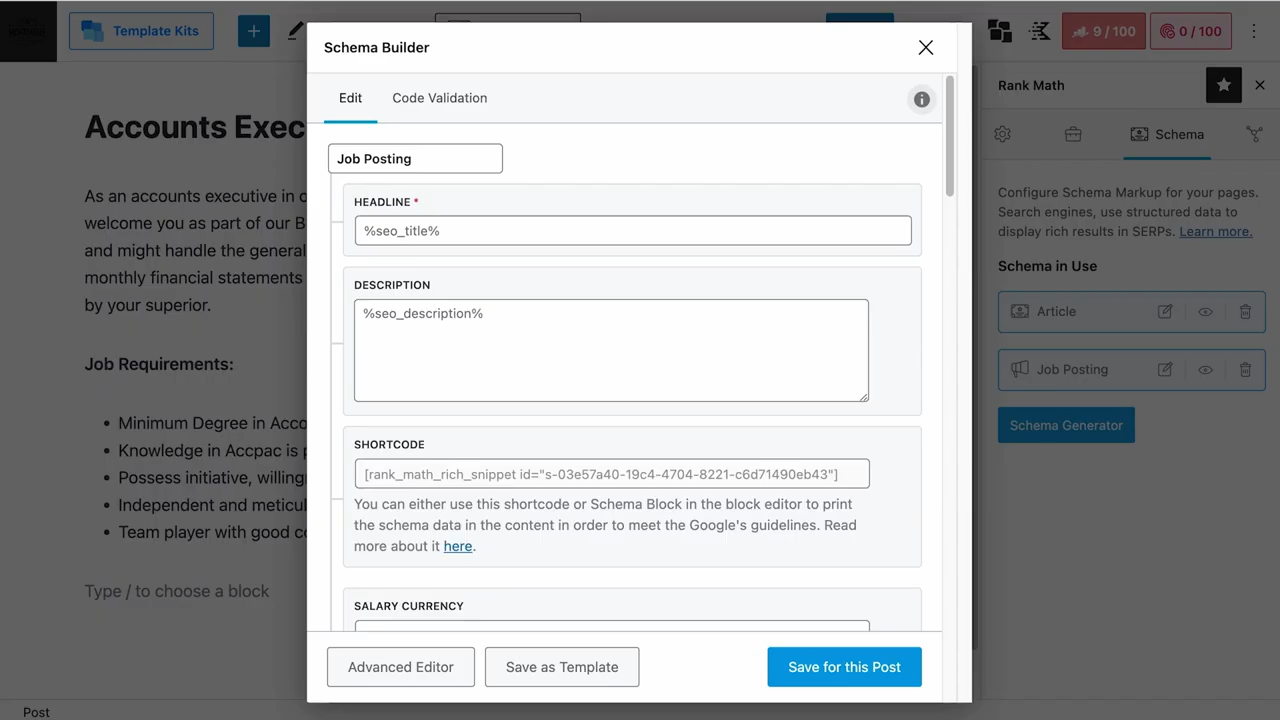 Template Kits
9 / 100
0 / 100
Schema Builder
Edit
Code Validation
Job Posting
HEADLINE *
%seo_title%
DESCRIPTION
%seo_description%
SHORTCODE
[rank_math_rich_snippet id="s-03e57a40-19c4-4704-8221-c6d71490eb43"]
You can either use this shortcode or Schema Block in the block editor to print
the schema data in the content in order to meet the Google's guidelines. Read
more about it here.
SALARY CURRENCY
Advanced Editor
Save as Template
Save for this Post
Accounts Exec
As an accounts executive in
welcome you as part of our B
and might handle the general
monthly financial statements
by your superior.
Job Requirements:
Minimum Degree in Acco
Knowledge in Accpac is p
Possess initiative, willing
Independent and meticul
Team player with good c
Type / to choose a block
Rank Math
Schema
Configure Schema Markup for your pages.
Search engines, use structured data to
display rich results in SERPs. Learn more.
Schema in Use
Article
Job Posting
Schema Generator
Post